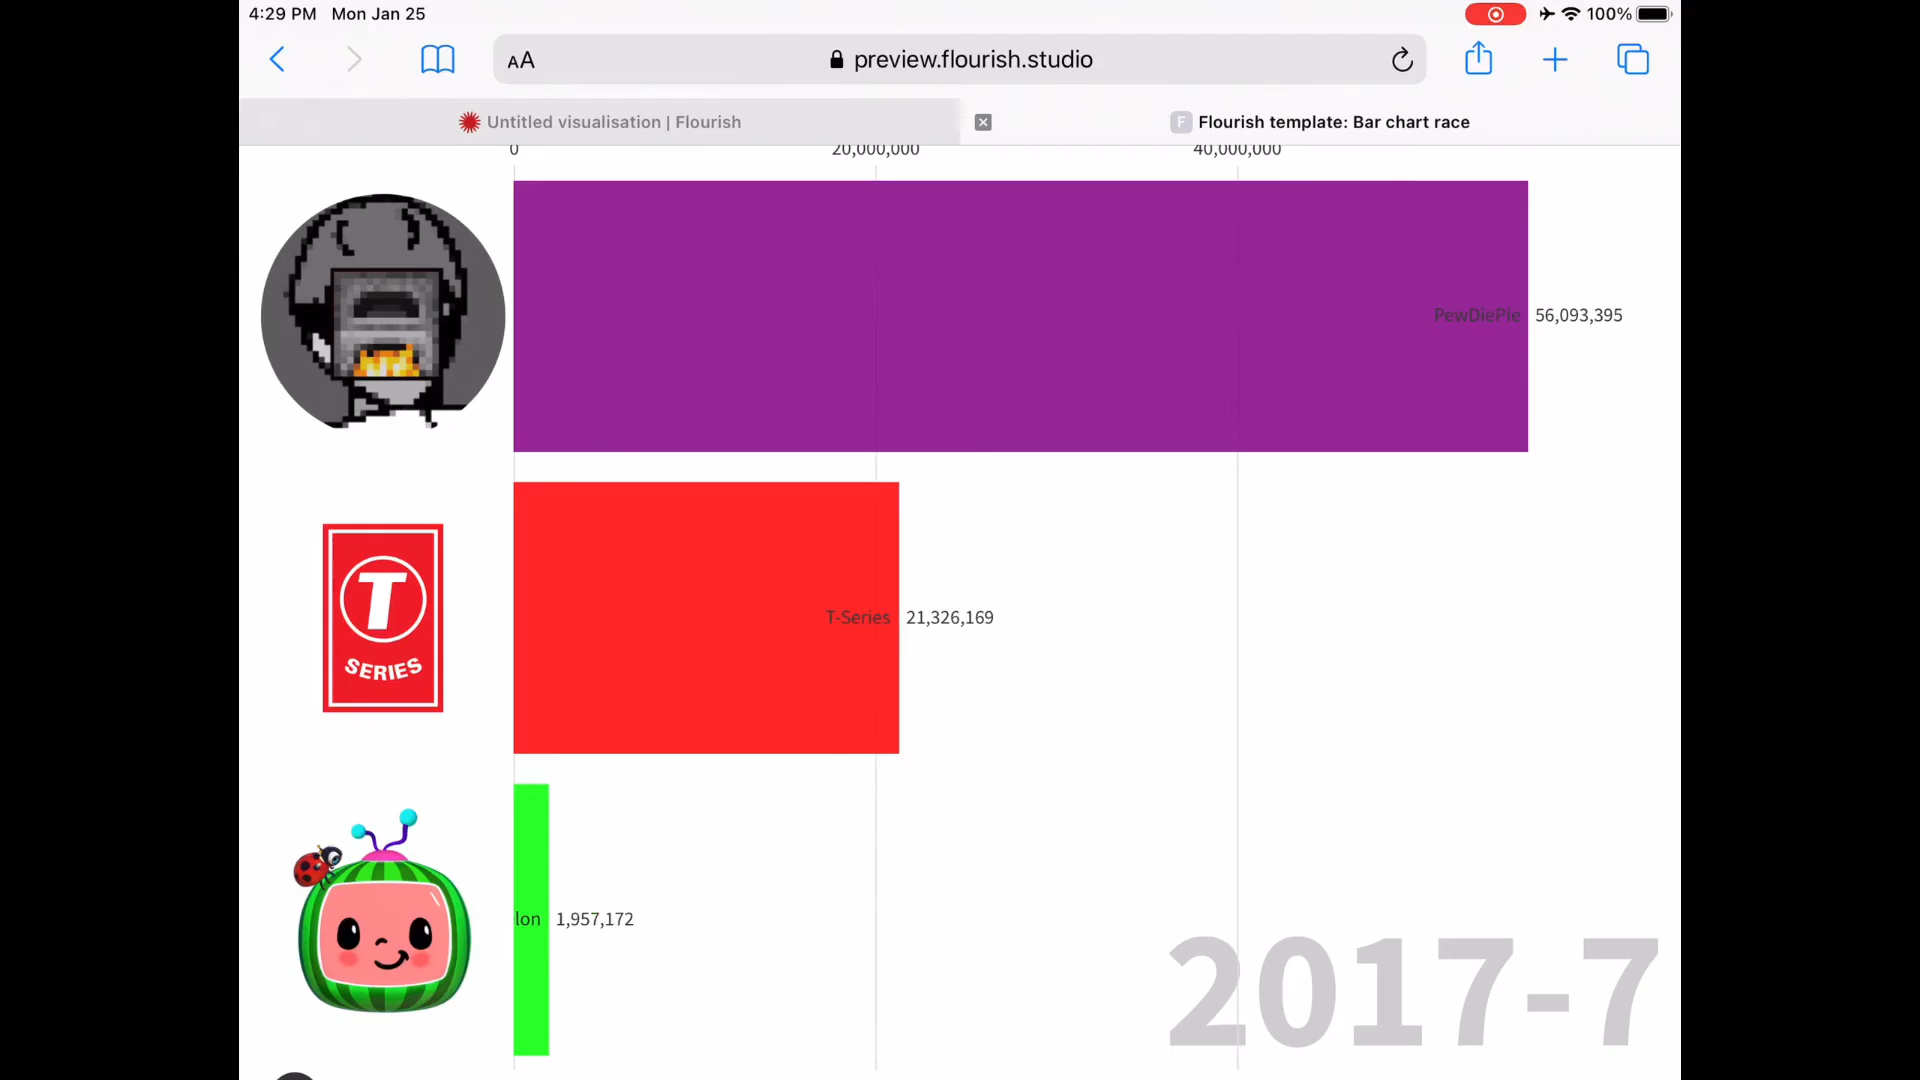 4:29 PM Mon Jan 25
100%
AA
preview.flourish.studio
Untitled visualisation | Flourish
F Flourish template: Bar chart race
0 20,000,000 40,000,000
PewDiePie 56,093,395
T
SERIES
T-Series 21,326,169
lon 1,957,172
2017-7